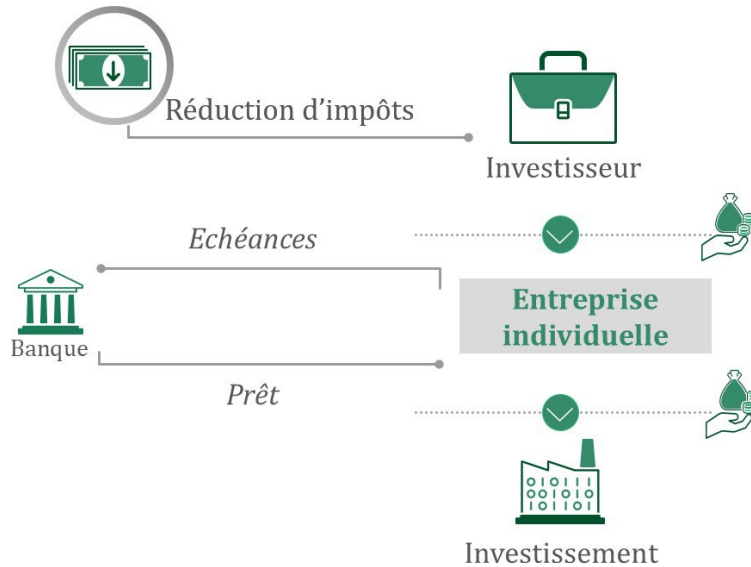 Réduction d’impôts
Investisseur
Echéances
Entreprise
individuelle
Banque
Prêt
Investissement